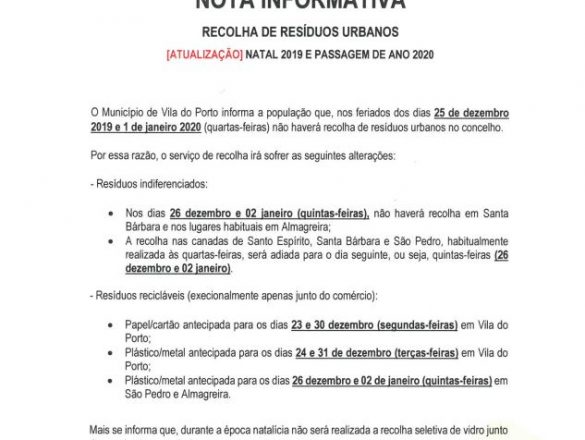 NOTA INFORMATIVA
RECOLHA DE RESÍDUOS URBANOS
[ATUALIZAÇÃO] NATAL 2019 E PASSAGEM DE ANO 2020
O Município de Vila do Porto informa a população que, nos feriados dos dias 25 de dezembro
2019 e 1 de janeiro 2020 (quartas-feiras) não haverá recolha de resíduos urbanos no concelho.
Por essa razão, o serviço de recolha irá sofrer as seguintes alterações:
- Resíduos indiferenciados:
• Nos dias 26 dezembro e 02 janeiro (quintas-feiras), não haverá recolha em Santa
Bárbara e nos lugares habituais em Almagreira;
• A recolha nas canadas de Santo Espírito, Santa Bárbara e São Pedro, habitualmente
realizada às quartas-feiras, será adiada para o dia seguinte, ou seja, quintas-feiras (26
dezembro e 02 janeiro).
- Resíduos recicláveis (execionalmente apenas junto do comércio):
• Papel/cartão antecipada para os dias 23 e 30 dezembro (segundas-feiras) em Vila do
Porto;
• Plástico/metal antecipada para os dias 24 e 31 dezembro (terças-feiras) em Vila do
Porto;
• Plástico/metal antecipada para os dias 26 dezembro e 02 de janeiro (quintas-feiras) em
São Pedro e Almagreira.
Mais se informa que, durante a época natalícia não será realizada a recolha seletiva de vidro junto